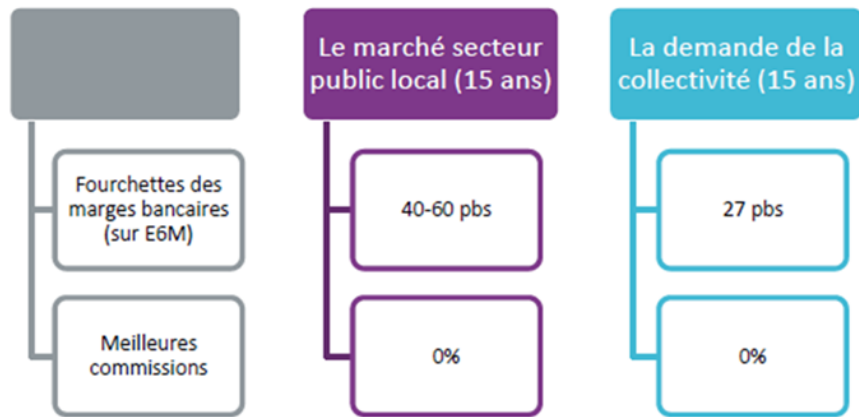 Le marché secteur
public local (15 ans)
La demande de la
collectivité (15 ans)
Fourchettes des
marges bancaires
(sur E6M)
40-60 pbs
27 pbs
Meilleures
commissions
0%
0%